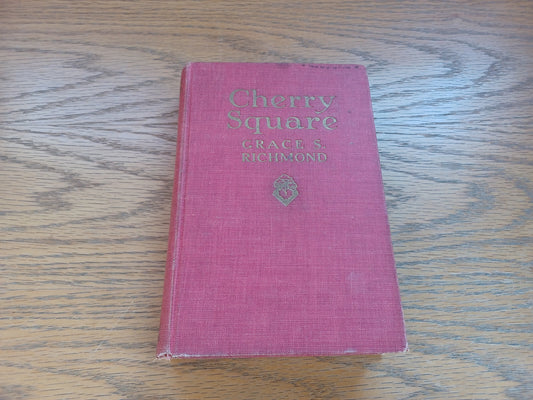 Cherry
Square
GRACE S.
RICHMOND